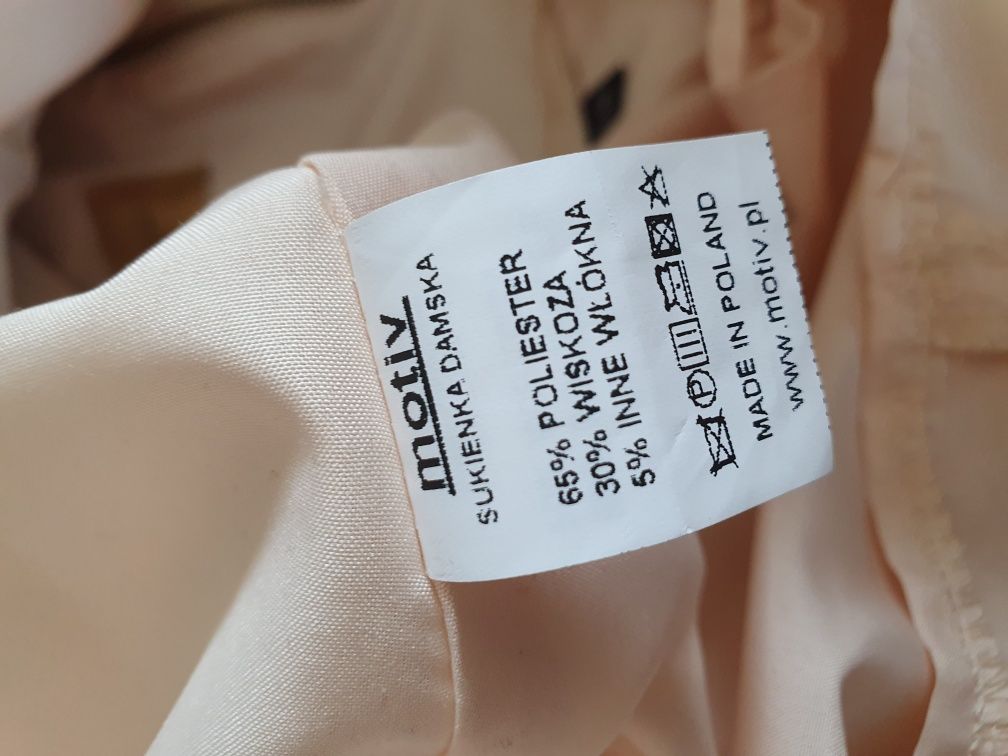 motiv
SUKIENKA DAMSKA
65% POLIESTER
30% WISKOZA
5% INNE WŁÓKNA
P
MADE IN POLAND
www.motiv.pl